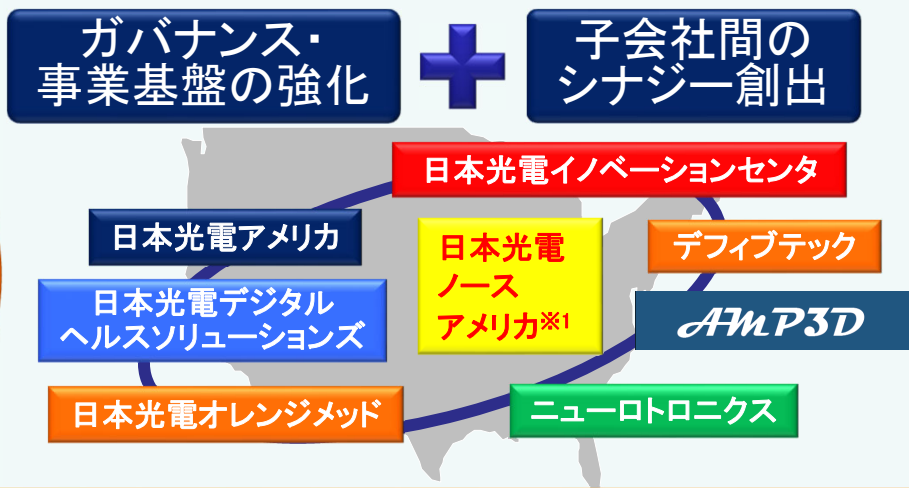 ガバナンス・
事業基盤の強化
子会社間の
シナジー創出
日本光電イノベーションセンタ
日本光電アメリカ
日本光電
ノース
アメリカ※1
デフィブテック
日本光電デジタル
ヘルスソリューションズ
AMP3D
日本光電オレンジメッド
ニューロトロニクス